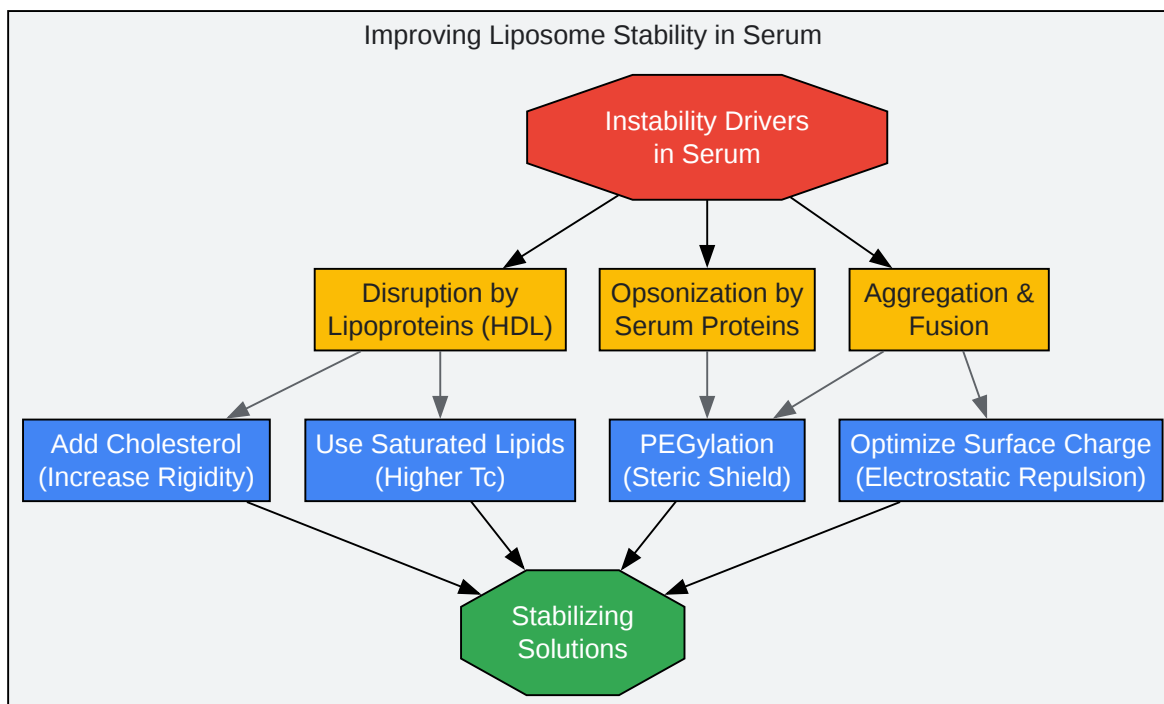 Improving Liposome Stability in Serum
Instability Drivers
in Serum
Disruption by
Lipoproteins (HDL)
Opsonization by
Serum Proteins
Aggregation &
Fusion
Add Cholesterol
(Increase Rigidity)
Use Saturated Lipids
(Higher Tc)
PEGylation
(Steric Shield)
Optimize Surface Charge
(Electrostatic Repulsion)
Stabilizing
Solutions